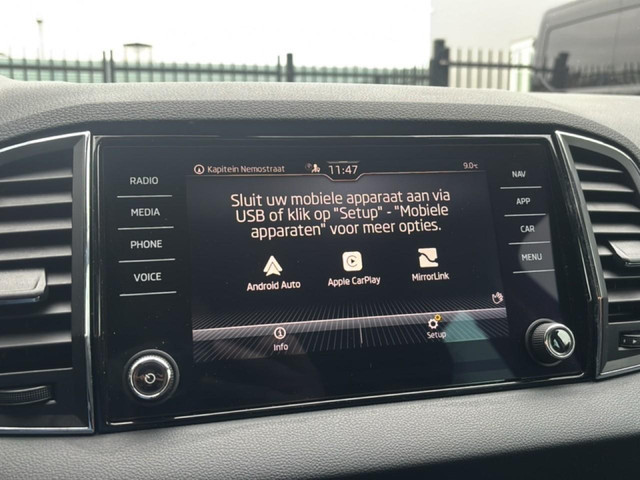 Kapitein Nemostraat
11:47
9.0°C
RADIO
MEDIA
PHONE
VOICE
Sluit uw mobiele apparaat aan via
USB of klik op "Setup" - "Mobiele
apparaten" voor meer opties.
Android Auto
Apple CarPlay
MirrorLink
Info
Setup
NAV
APP
CAR
MENU